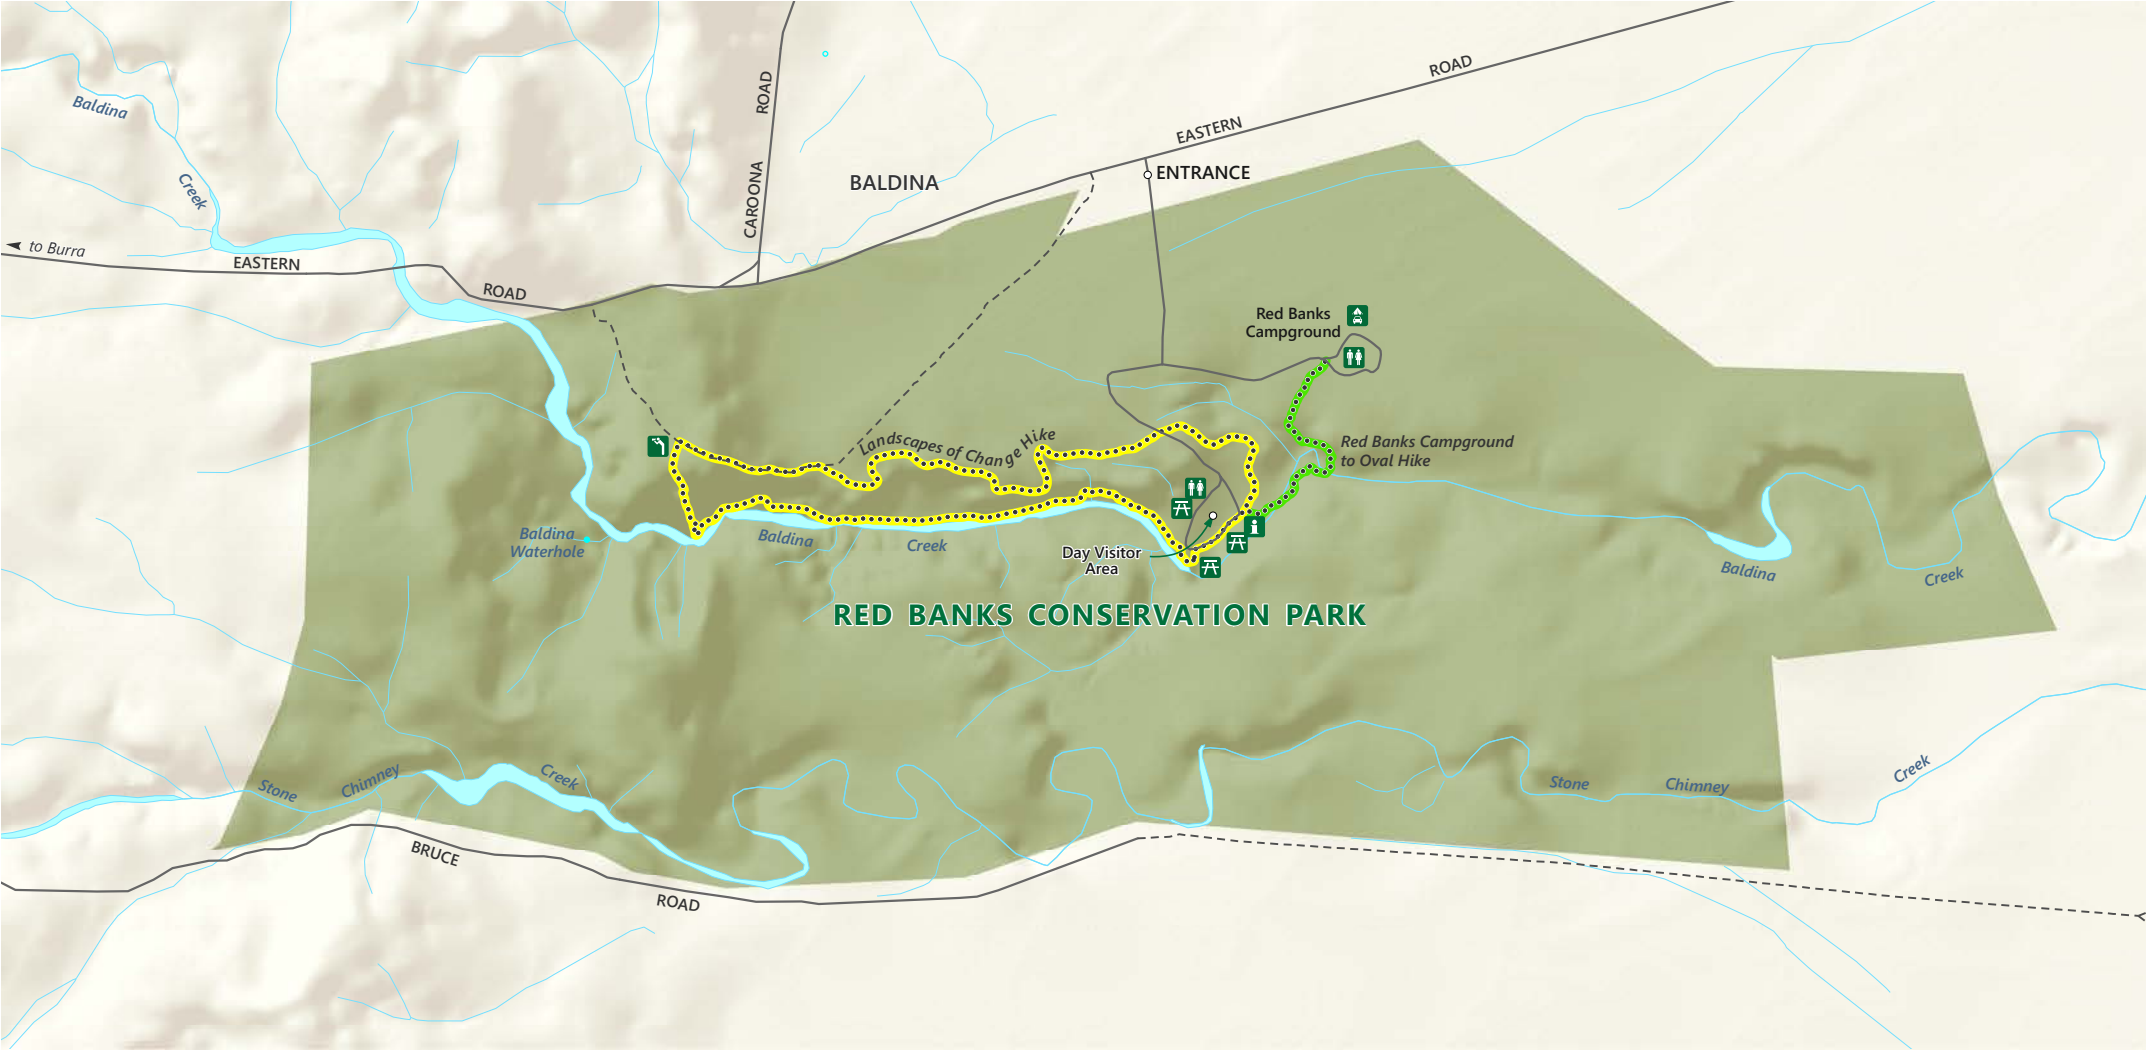 ROAD
ROAD
EASTERN
Baldina
CAROONA
ENTRANCE
BALDINA
Creek
to Burra
EASTERN
ROAD
Red Banks
Campground
Landscapes of Change Hike
Red Banks Campground
to Oval Hike
Baldina
Waterhole
Baldina
Creek
Day Visitor
Area
i
Baldina
Creek
RED BANKS CONSERVATION PARK
Stone
Chimney
Creek
Stone
Chimney
Creek
BRUCE
ROAD